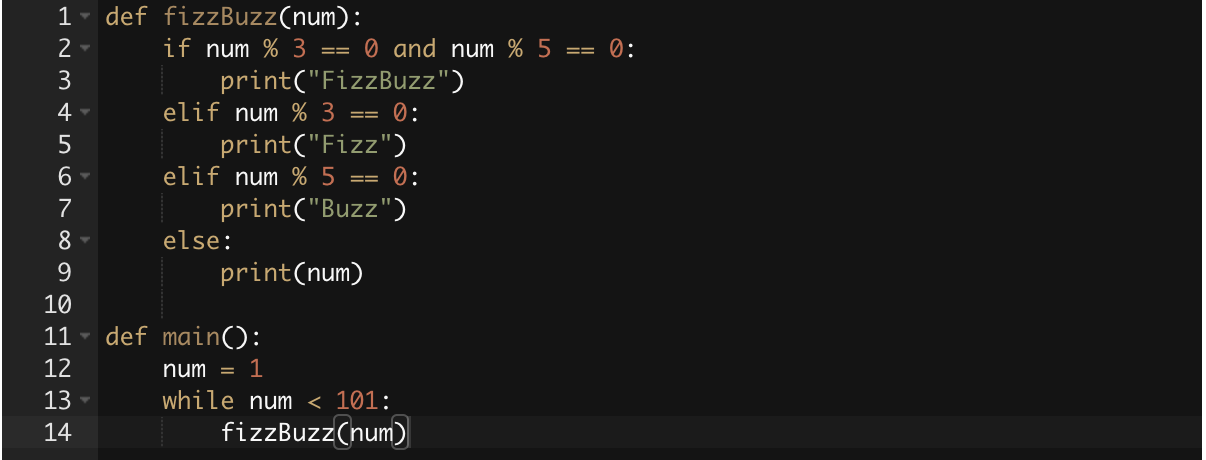 1 def fizzBuzz(num):
2     if num % 3 == 0 and num % 5 == 0:
3         print("FizzBuzz")
4     elif num % 3 == 0:
5         print("Fizz")
6     elif num % 5 == 0:
7         print("Buzz")
8     else:
9         print(num)
10
11 def main():
12     num = 1
13     while num < 101:
14         fizzBuzz(num)